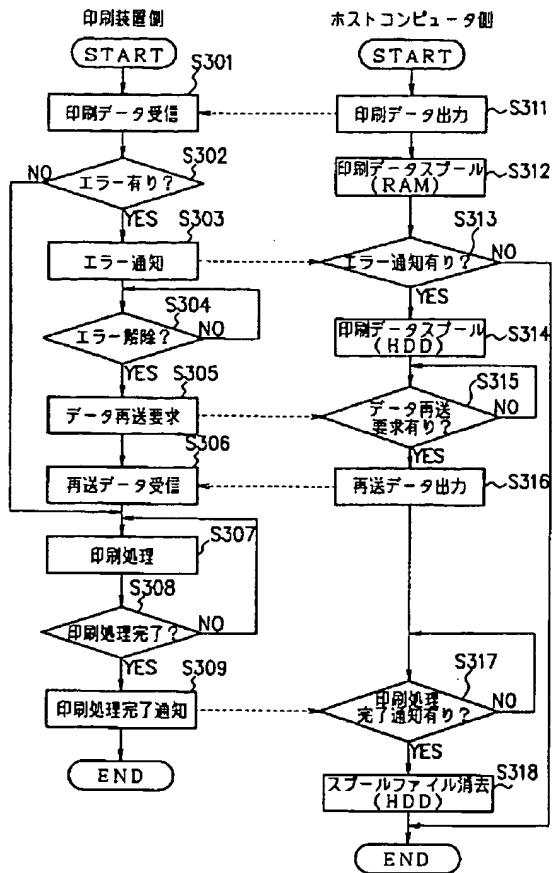 印刷装置側
START
S301
印刷データ受信
S302
エラー有り？
NO
YES
S303
エラー通知
S304
エラー解除？
NO
YES
S305
データ再送要求
S306
再送データ受信
S307
印刷処理
S308
印刷処理完了？
NO
YES
S309
印刷処理完了通知
END
ホストコンピュータ側
START
S311
印刷データ出力
S312
印刷データスプール
(RAM)
S313
エラー通知有り？
NO
YES
S314
印刷データスプール
(HDD)
S315
データ再送
要求有り？
NO
YES
S316
再送データ出力
S317
印刷処理
完了通知有り？
NO
YES
S318
スプールファイル消去
(HDD)
END